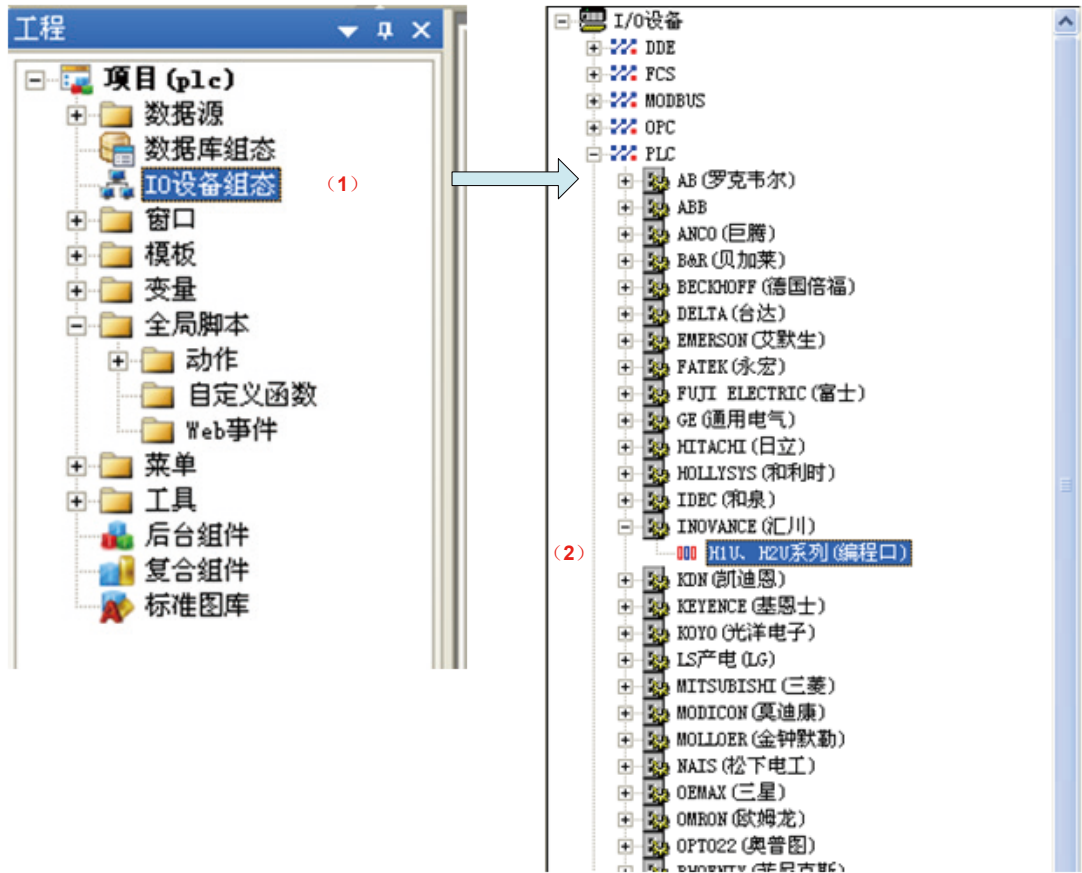 工程
项目(plc)
数据源
数据库组态
IO设备组态
（1）
窗口
模板
变量
全局脚本
动作
自定义函数
Web事件
菜单
工具
后台组件
复合组件
标准图库
I/O设备
DDE
FCS
MODBUS
OPC
PLC
AB(罗克韦尔)
ABB
ANCO(巨腾)
B&R(贝加莱)
BECKHOFF(德国倍福)
DELTA(台达)
EMERSON(艾默生)
FATEK(永宏)
FUJI ELECTRIC(富士)
GE(通用电气)
HITACHI(日立)
HOLLYSYS(和利时)
IDEC(和泉)
INOVANCE(汇川)
（2）
H1U、H2U系列(编程口)
KDN(凯迪恩)
KEYENCE(基恩士)
KOYO(光洋电子)
LS产电(LG)
MITSUBISHI(三菱)
MODICON(莫迪康)
MOLLOER(金钟默勒)
NAIS(松下电工)
OEMAX(三星)
OMRON(欧姆龙)
OPTO22(奥普图)
PHOENIX(菲尼克斯)